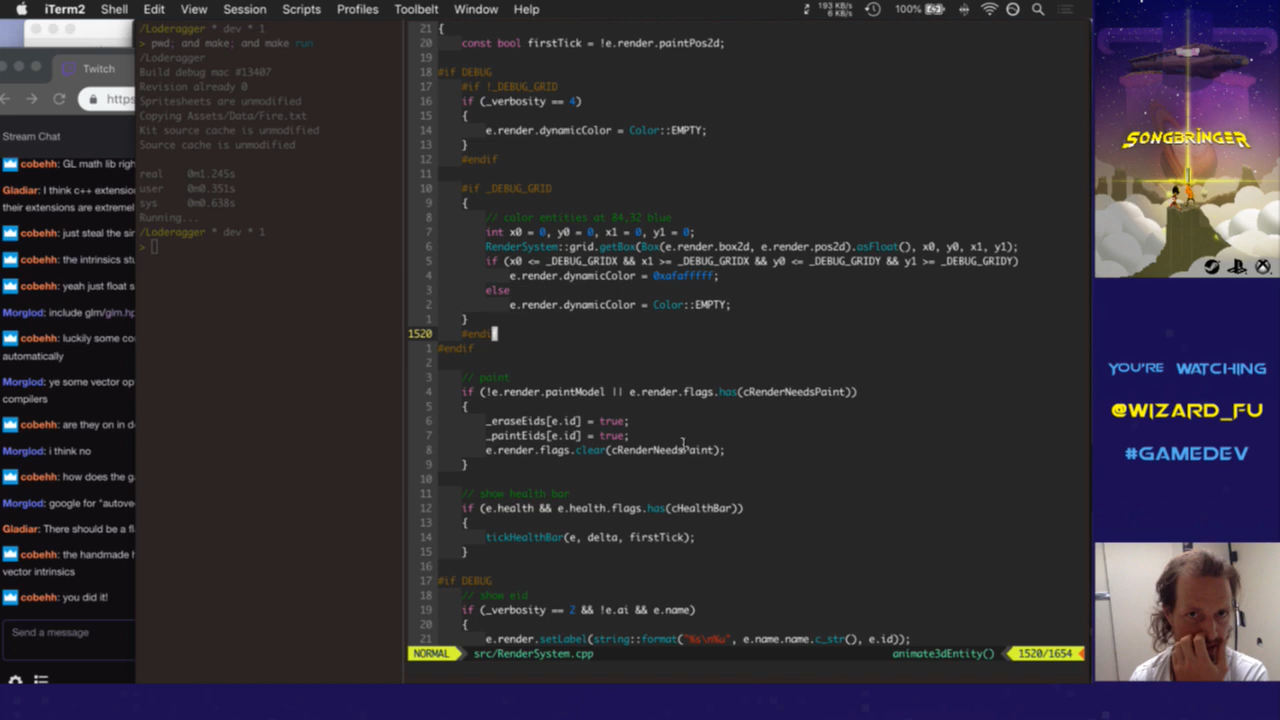 iTerm2 Shell Edit View Session Scripts Profiles Toolbelt Window Help
193 KB/s
6 KB/s
100%
Twitch
https
Stream Chat
cobehh: GL math lib righ
Gladiar: I think c++ extension
their extensions are extremel
cobehh: just steal the sin
cobehh: the intrinsics stu
cobehh: yeah just float s
Morglod: include glm/glm.hp
cobehh: luckily some co
automatically
Morglod: ye some vector op
compilers
cobehh: are they on in d
Morglod: i think no
cobehh: how does the ga
Morglod: google for "autovec
Gladiar: There should be a fl
cobehh: the handmade h
vector intrinsics
cobehh: you did it!
Send a message
/Loderagger * dev * 1
> pwd; and make; and make run
/Loderagger
Build debug mac #13407
Revision already 0
Spritesheets are unmodified
Copying Assets/Data/Fire.txt
Kit source cache is unmodified
Source cache is unmodified
real 0m1.245s
user 0m0.351s
sys 0m0.638s
Running...
/Loderagger * dev * 1
>
21 {
20 const bool firstTick = !e.render.paintPos2d;
19
18 #if DEBUG
17 #if !_DEBUG_GRID
16 if (_verbosity == 4)
15 {
14 e.render.dynamicColor = Color::EMPTY;
13 }
12 #endif
11
10 #if _DEBUG_GRID
9 {
8 // color entities at 84,32 blue
7 int x0 = 0, y0 = 0, x1 = 0, y1 = 0;
6 RenderSystem::grid.getBox(Box(e.render.box2d, e.render.pos2d).asFloat(), x0, y0, x1, y1);
5 if (x0 <= _DEBUG_GRIDX && x1 >= _DEBUG_GRIDX && y0 <= _DEBUG_GRIDY && y1 >= _DEBUG_GRIDY)
4 e.render.dynamicColor = 0xafafffff;
3 else
2 e.render.dynamicColor = Color::EMPTY;
1 }
1520 #endif
1 #endif
2
3 // paint
4 if (!e.render.paintModel || e.render.flags.has(cRenderNeedsPaint))
5 {
6 _eraseEids[e.id] = true;
7 _paintEids[e.id] = true;
8 e.render.flags.clear(cRenderNeedsPaint);
9 }
10
11 // show health bar
12 if (e.health && e.health.flags.has(cHealthBar))
13 {
14 tickHealthBar(e, delta, firstTick);
15 }
16
17 #if DEBUG
18 // show eid
19 if (_verbosity == 2 && !e.ai && e.name)
20 {
21 e.render.setLabel(string::format("%s\n%u", e.name.name.c_str(), e.id));
NORMAL src/RenderSystem.cpp animate3dEntity() 1520/1654
SONGBRINGER
YOU'RE WATCHING
@WIZARD_FU
#GAMEDEV